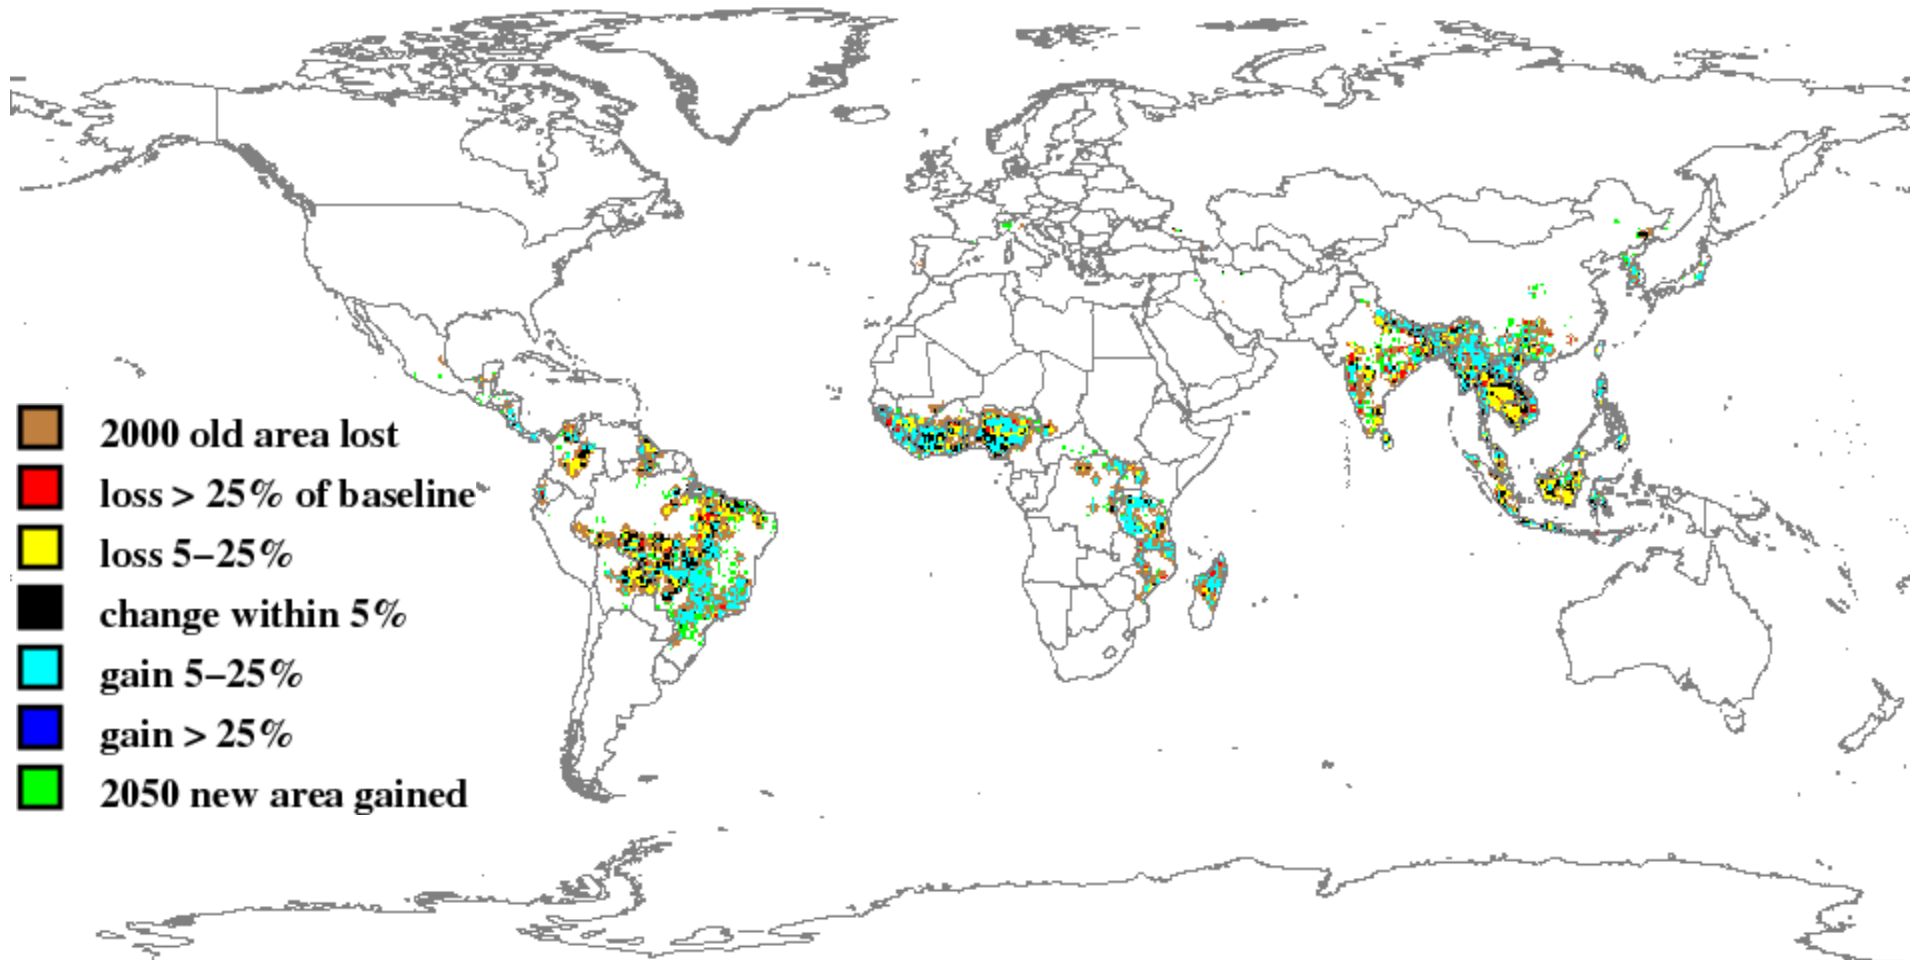 2000 old area lost
loss > 25% of baseline
loss 5–25%
change within 5%
gain 5–25%
gain > 25%
2050 new area gained